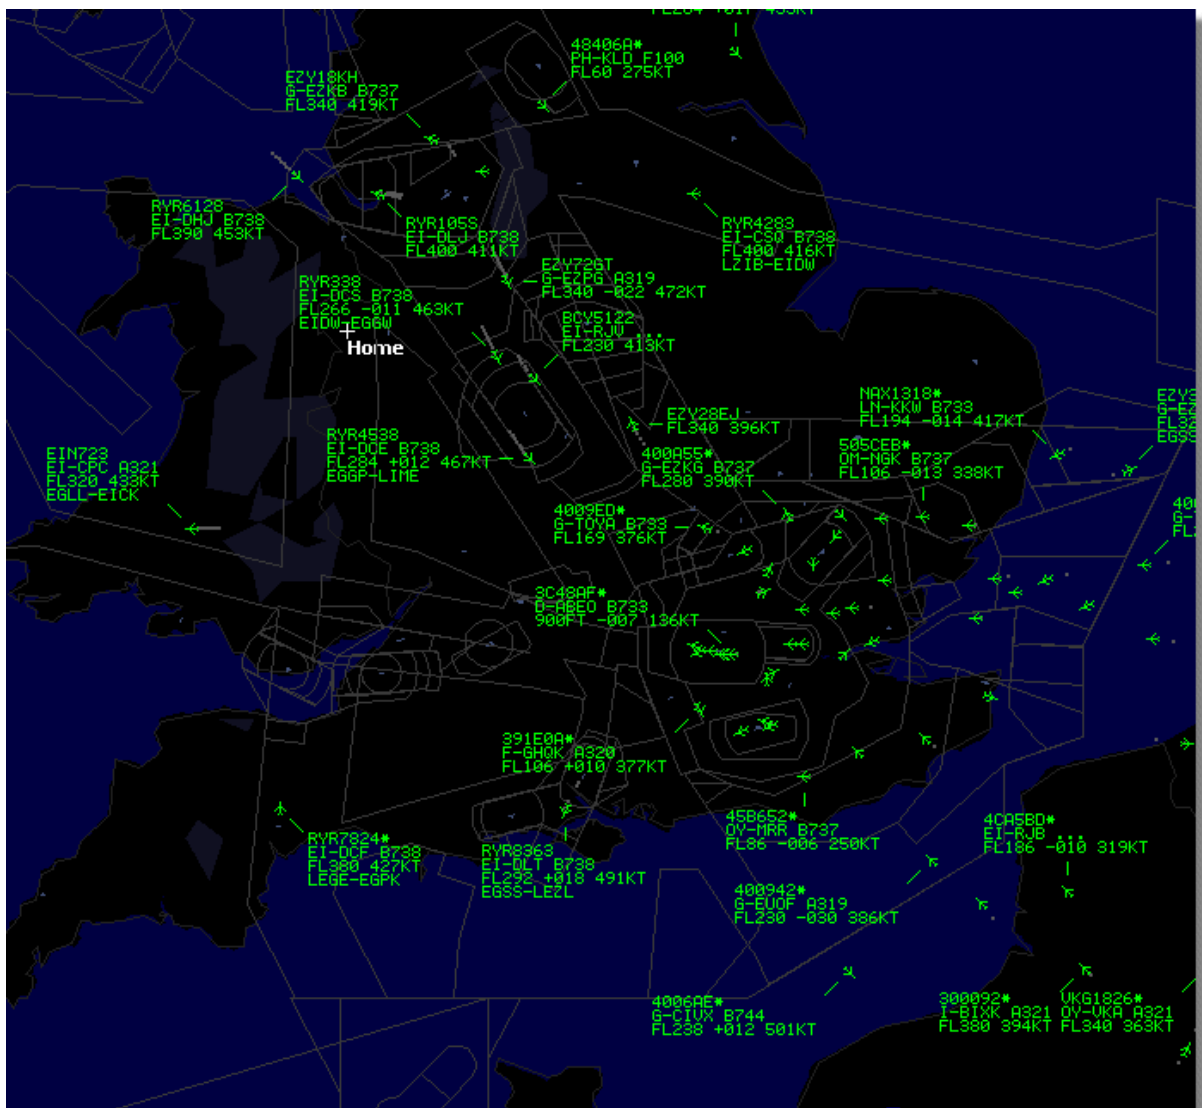 48406A*
PH-KLD F100
FL60 275KT
EZY18KH
G-EZKB B737
FL340 419KT
RYR6128
EI-DHJ B738
FL390 453KT
RYR105S
EI-DLJ B738
FL400 411KT
RYR4283
EI-CSQ B738
FL400 416KT
LZIB-EIDW
EZY72GT
G-EZPG A319
FL340 -022 472KT
RYR338
EI-DCS B738
FL266 -011 463KT
EIDW-EGGW
Home
BCY5122
EI-RJV ...
FL230 413KT
NAX1318*
LN-KKW B733
FL194 -014 417KT
EZY28EJ
FL340 396KT
RYR4538
EI-DCE B738
FL284 +012 467KT
EGGP-LIME
505CEB*
OM-NGK B737
FL106 -013 338KT
EIN723
EI-CPC A321
FL320 433KT
EGLL-EICK
400A55*
G-EZKG B737
FL280 390KT
4009ED*
G-TOYA B733
FL169 376KT
3C48AF*
D-ABEO B733
900FT -007 136KT
391E0A*
F-GHQK A320
FL106 +010 377KT
45B652*
OY-MRR B737
FL86 -006 250KT
4CA5BD*
EI-RJB ...
FL186 -010 319KT
RYR7824*
EI-DCF B738
FL380 427KT
LEGE-EGPK
RYR8363
EI-DLT B738
FL292 +018 491KT
EGSS-LEZL
400942*
G-EUOF A319
FL230 -030 386KT
4006AE*
G-CIVX B744
FL238 +012 501KT
300092*
I-BIXK A321
FL380 394KT
VKG1826*
OY-VKA A321
FL340 363KT